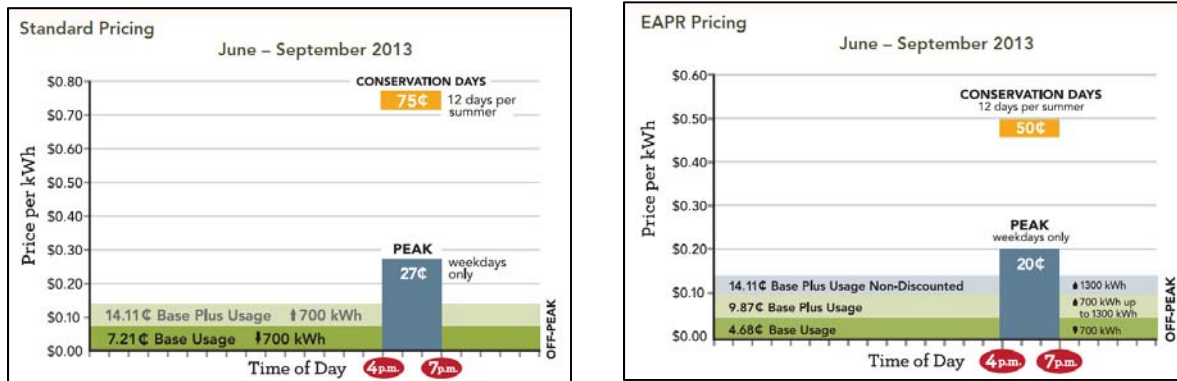 Standard Pricing
June – September 2013
Price per kWh
$0.80
$0.70
$0.60
$0.50
$0.40
$0.30
$0.20
$0.10
$0.00
CONSERVATION DAYS
75¢
12 days per
summer
PEAK
27¢
weekdays
only
14.11¢ Base Plus Usage ⬆700 kWh
7.21¢ Base Usage ⬇700 kWh
OFF-PEAK
Time of Day
4p.m.
7p.m.
EAPR Pricing
June – September 2013
Price per kWh
$0.60
$0.50
$0.40
$0.30
$0.20
$0.10
$0.00
CONSERVATION DAYS
12 days per summer
50¢
PEAK
weekdays only
20¢
14.11¢ Base Plus Usage Non-Discounted
⬆1300 kWh
9.87¢ Base Plus Usage
⬆700 kWh up
to 1300 kWh
4.68¢ Base Usage
⬇700 kWh
OFF-PEAK
Time of Day
4p.m.
7p.m.